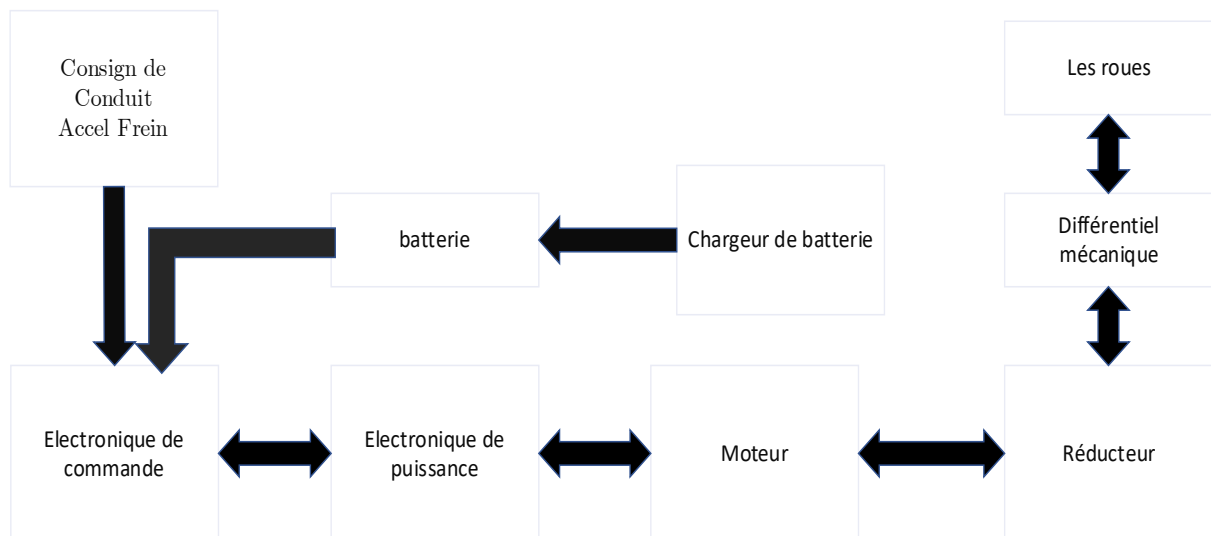 Consign de
Conduit
Accel Frein
Les roues
batterie
Chargeur de batterie
Différentiel
mécanique
Electronique de
commande
Electronique de
puissance
Moteur
Réducteur